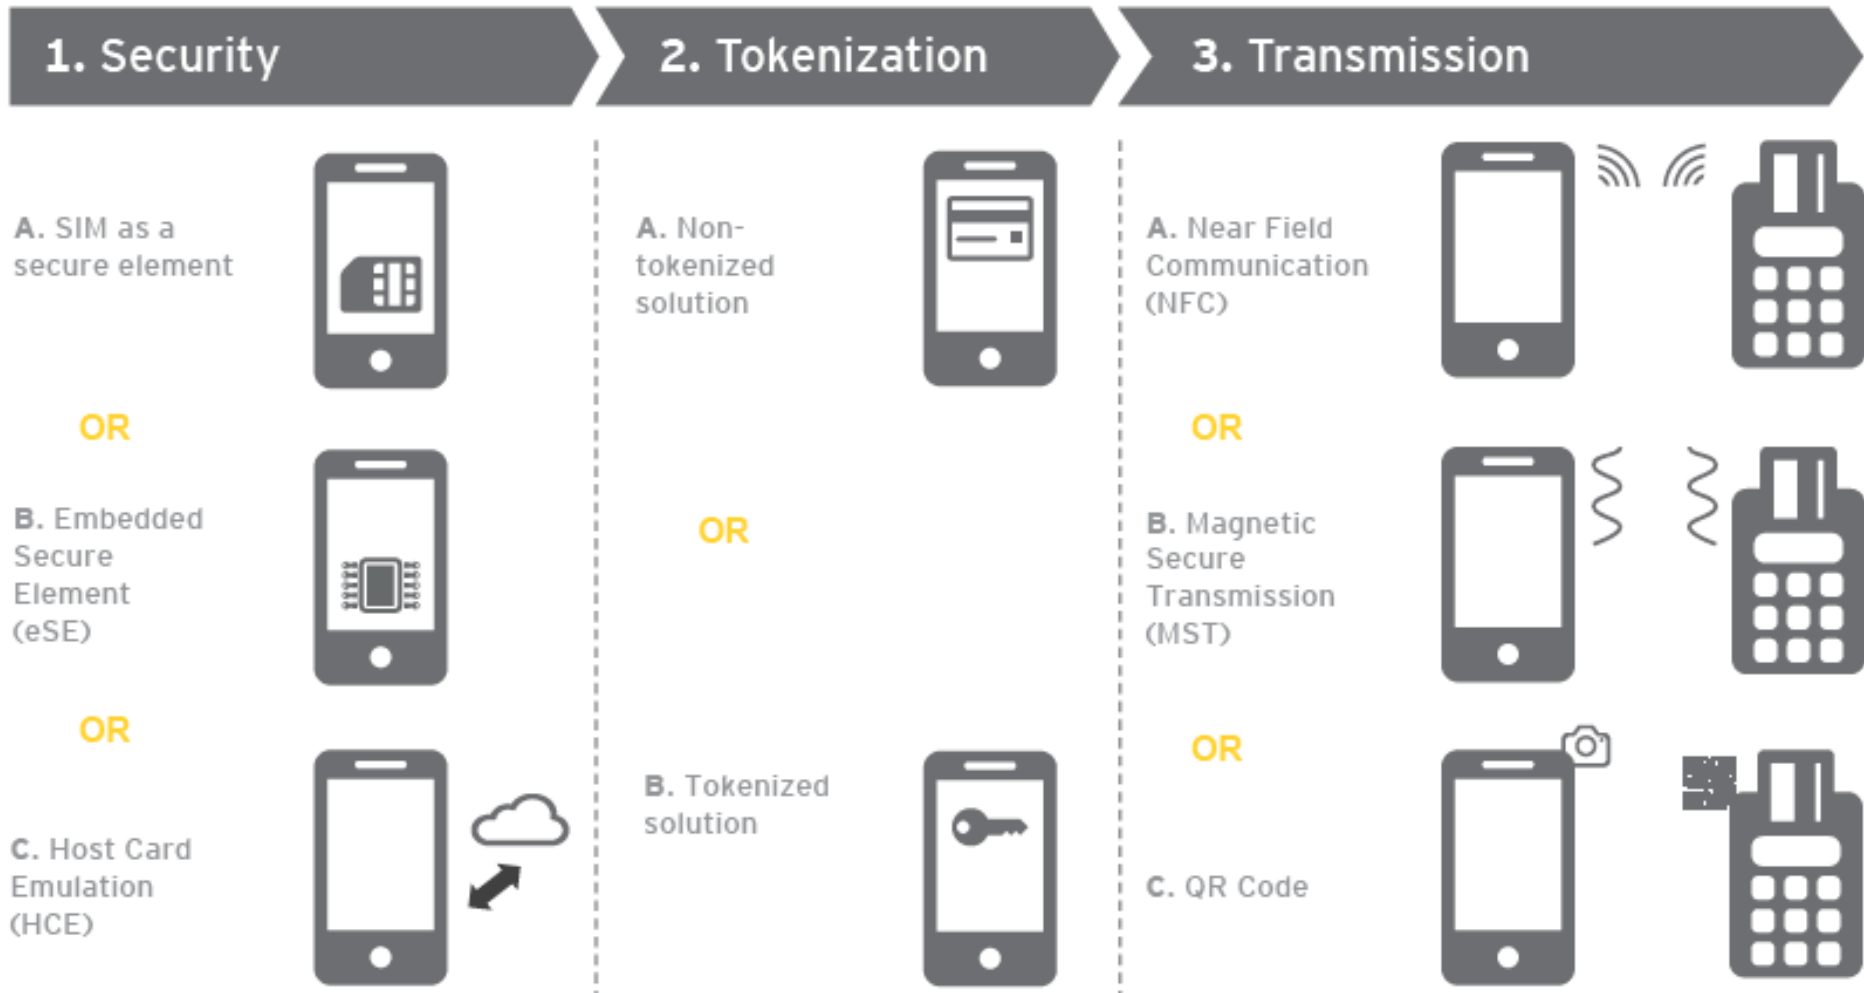 1. Security
2. Tokenization
3. Transmission
A. SIM as a
secure element
OR
B. Embedded
Secure
Element
(eSE)
OR
C. Host Card
Emulation
(HCE)
A. Non-
tokenized
solution
OR
B. Tokenized
solution
A. Near Field
Communication
(NFC)
OR
B. Magnetic
Secure
Transmission
(MST)
OR
C. QR Code